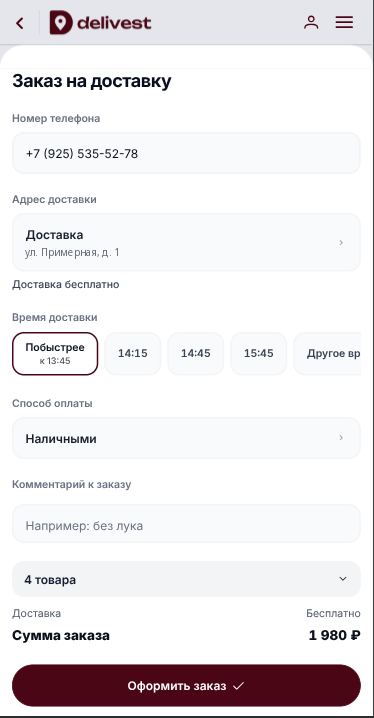 delivest
Заказ на доставку
Номер телефона
+7 (925) 535-52-78
Адрес доставки
Доставка
ул. Примерная, д. 1
Доставка бесплатно
Время доставки
Побыстрее
к 13:45
14:15
14:45
15:45
Другое вр
Способ оплаты
Наличными
Комментарий к заказу
Например: без лука
4 товара
Доставка
Бесплатно
Сумма заказа
1 980 ₽
Оформить заказ